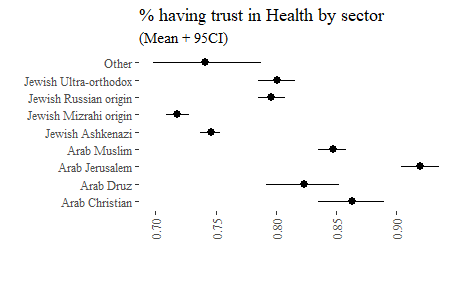 % having trust in Health by sector
(Mean + 95CI)
Other
Jewish Ultra-orthodox
Jewish Russian origin
Jewish Mizrahi origin
Jewish Ashkenazi
Arab Muslim
Arab Jerusalem
Arab Druz
Arab Christian
0.70
0.75
0.80
0.85
0.90